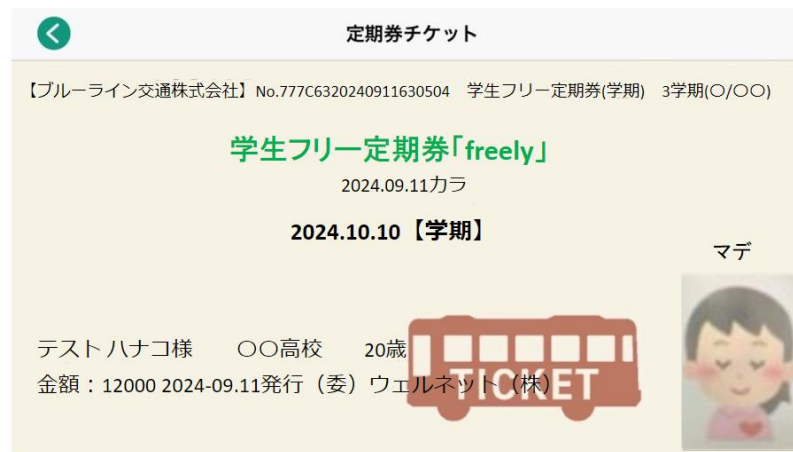 定期券チケット
【ブルーライン交通株式会社】No.777C6320240911630504 学生フリー定期券(学期) 3学期(〇/〇〇)
学生フリー定期券「freely」
2024.09.11カラ
2024.10.10【学期】
マデ
テスト ハナコ様 〇〇高校 20歳
金額：12000 2024-09.11発行（委）ウェルネット（株）
TICKET